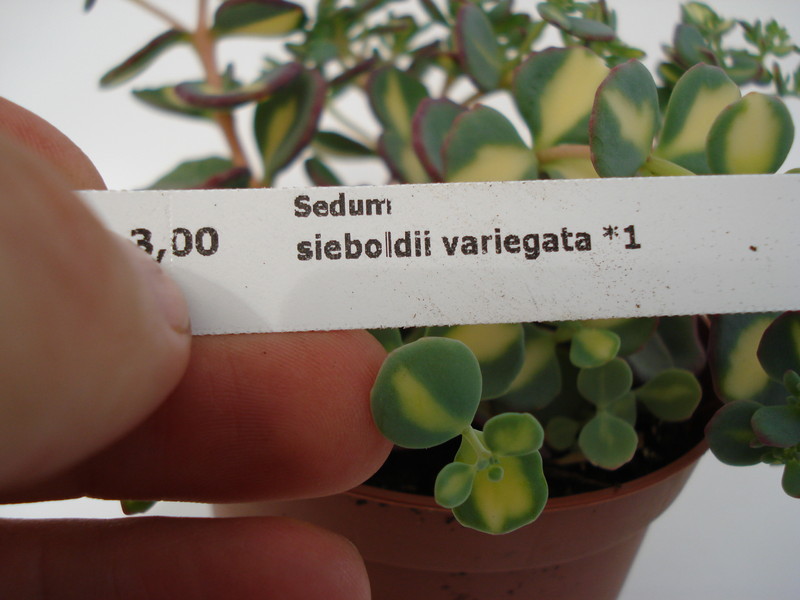 3,00
Sedum
sieboldii variegata *1